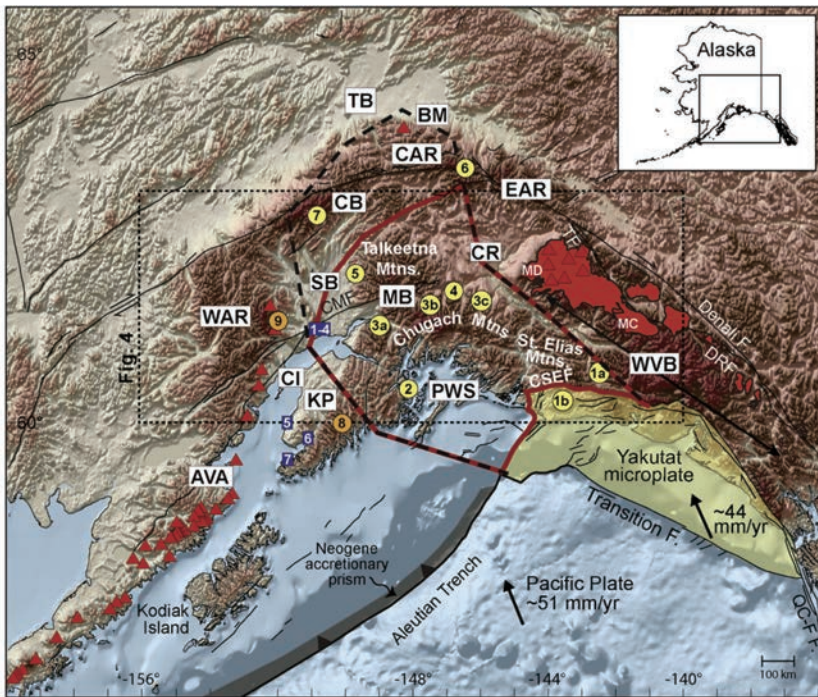 65°
Alaska
TB
BM
CAR
6
EAR
CB
7
TF
Talkeetna
Mtns.
CR
5
MD
SB
4
Denali F.
CMF
MB
3b
3c
WAR
9
1-4
3a
Chugach
Mtns.
MC
St. Elias
Mtns.
DRF
Fig. 4
CI
CSEF
1a
WVB
KP
2
PWS
1b
60
5
8
6
7
Yakutat
microplate
AVA
~44
mm/yr
Transition F.
Neogene
accretionary
prism
Pacific Plate
~51 mm/yr
Kodiak
Island
Aleutian Trench
QC-F F.
-156
-148
-144
-140
100 km